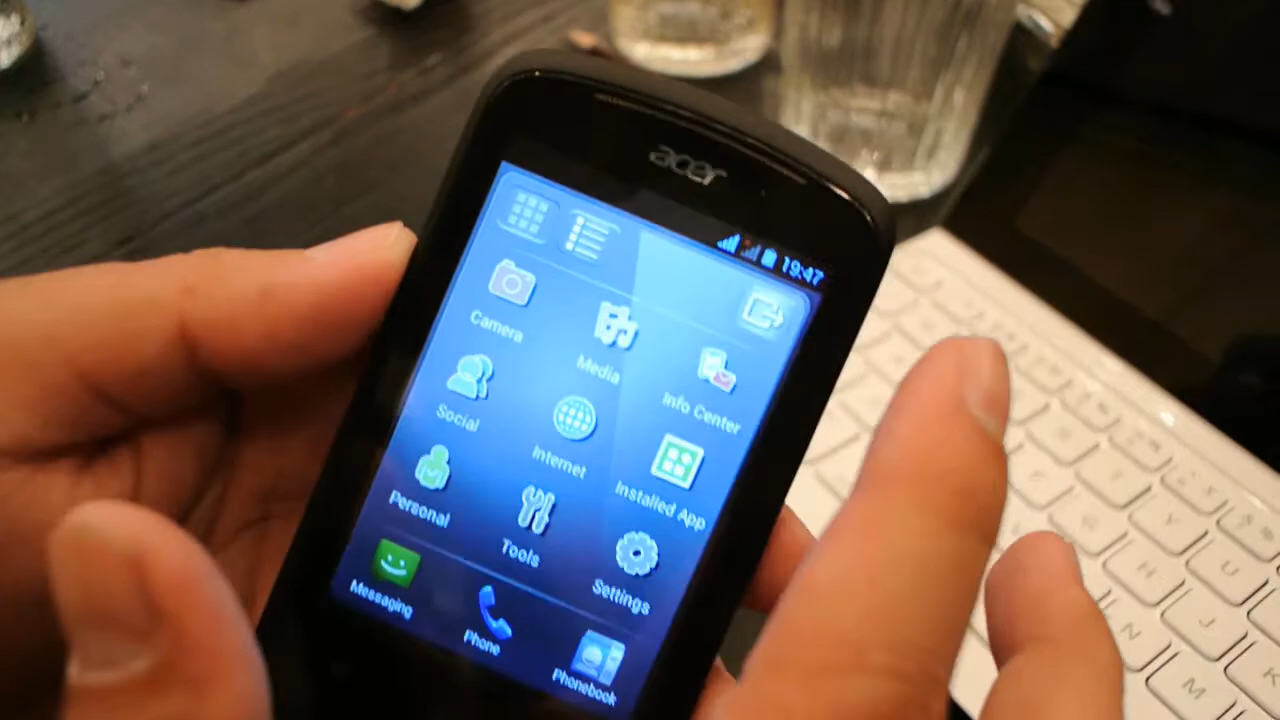 acer
19:47
Camera
Media
Info Center
Social
Internet
Installed App
Personal
Tools
Settings
Messaging
Phone
Phonebook
Y
H
U
J
N
M
K